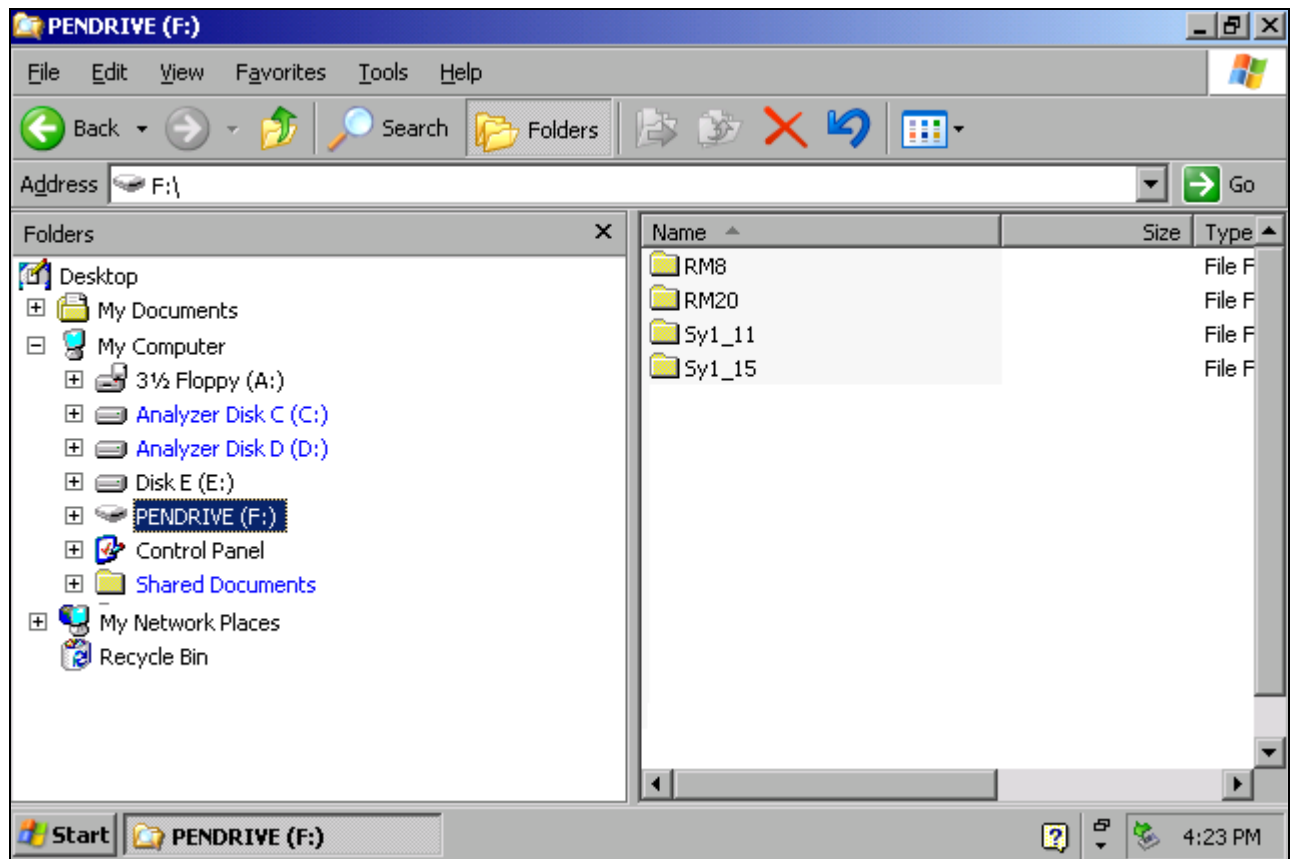 PENDRIVE (F:)
File Edit View Favorites Tools Help
Back Search Folders
Address F:\ Go
Folders
Desktop
My Documents
My Computer
3½ Floppy (A:)
Analyzer Disk C (C:)
Analyzer Disk D (D:)
Disk E (E:)
PENDRIVE (F:)
Control Panel
Shared Documents
My Network Places
Recycle Bin
Name Size Type
RM8 File F
RM20 File F
Sy1_11 File F
Sy1_15 File F
Start PENDRIVE (F:) 4:23 PM